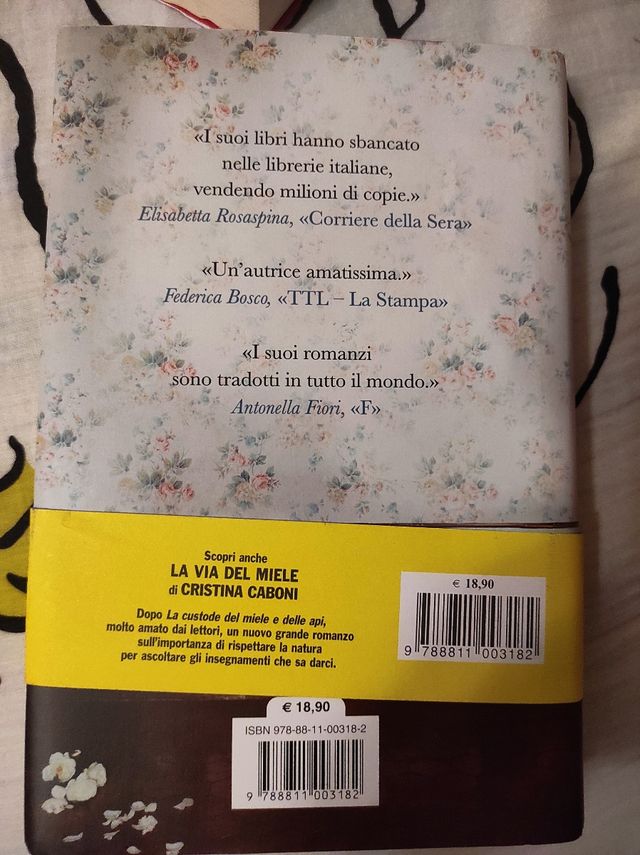 «I suoi libri hanno sbancato
nelle librerie italiane,
vendendo milioni di copie.»
Elisabetta Rosaspina, «Corriere della Sera»
«Un'autrice amatissima.»
Federica Bosco, «TTL – La Stampa»
«I suoi romanzi
sono tradotti in tutto il mondo.»
Antonella Fiori, «F»
Scopri anche
LA VIA DEL MIELE
di CRISTINA CABONI
Dopo La custode del miele e delle api,
molto amato dai lettori, un nuovo grande romanzo
sull'importanza di rispettare la natura
per ascoltare gli insegnamenti che sa darci.
€ 18,90
9 788811 003182
€ 18,90
ISBN 978-88-11-00318-2
9 788811 003182